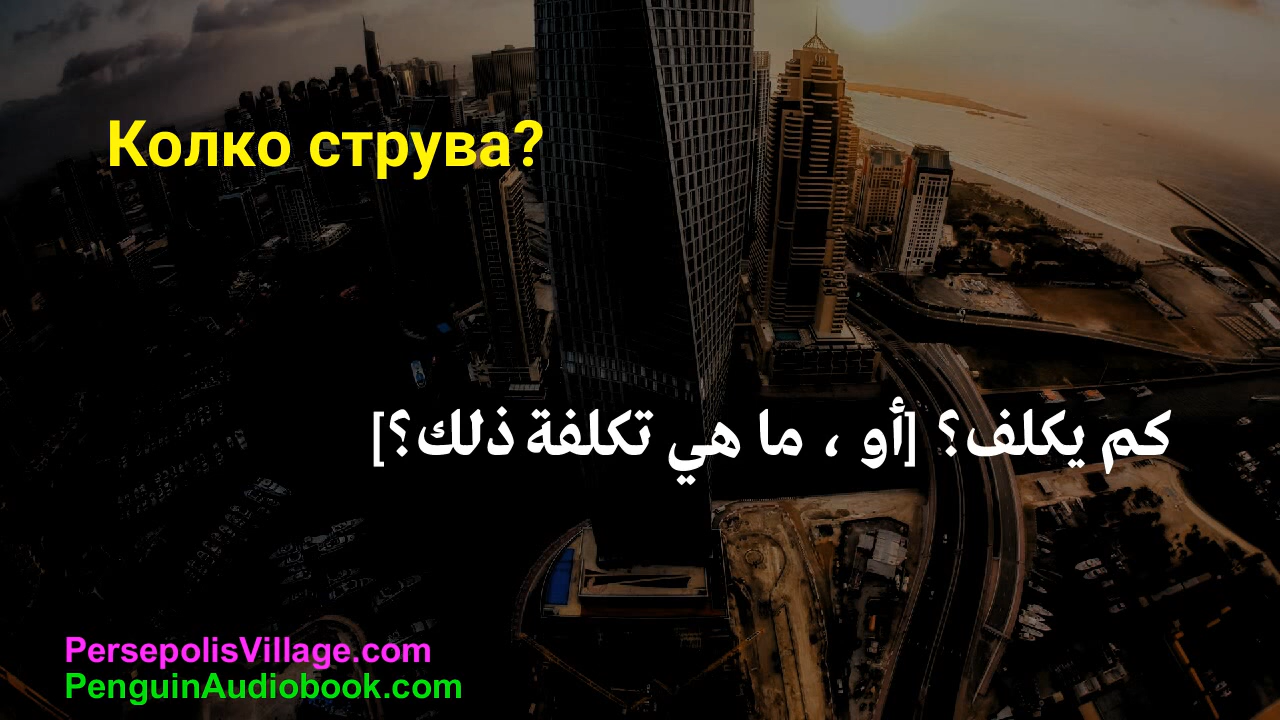 Колко струва?
كم يكلف؟ [أو ، ما هي تكلفة ذلك؟]
PersepolisVillage.com
PenguinAudiobook.com